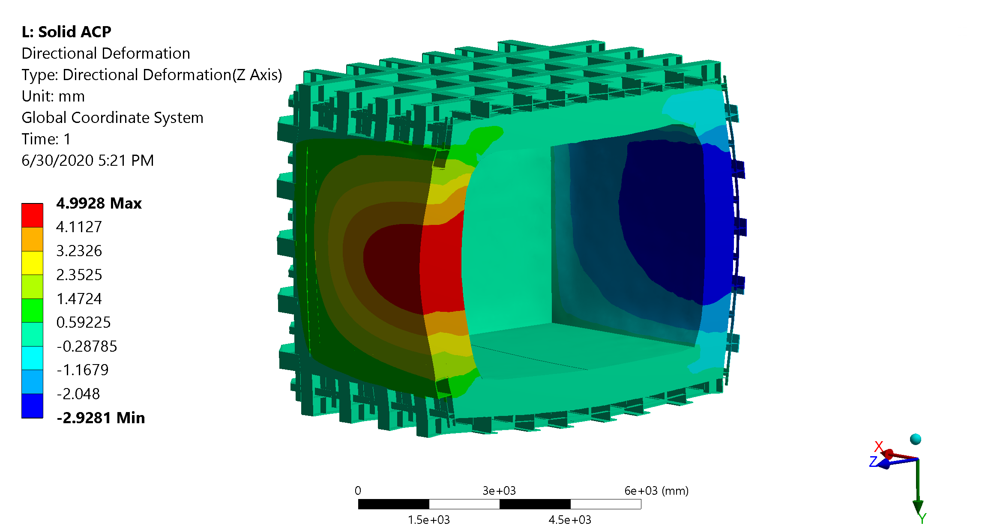 L: Solid ACP
Directional Deformation
Type: Directional Deformation(Z Axis)
Unit: mm
Global Coordinate System
Time: 1
6/30/2020 5:21 PM
4.9928 Max
4.1127
3.2326
2.3525
1.4724
0.59225
-0.28785
-1.1679
-2.048
-2.9281 Min
X
Z
Y
0 3e+03 6e+03 (mm)
1.5e+03 4.5e+03